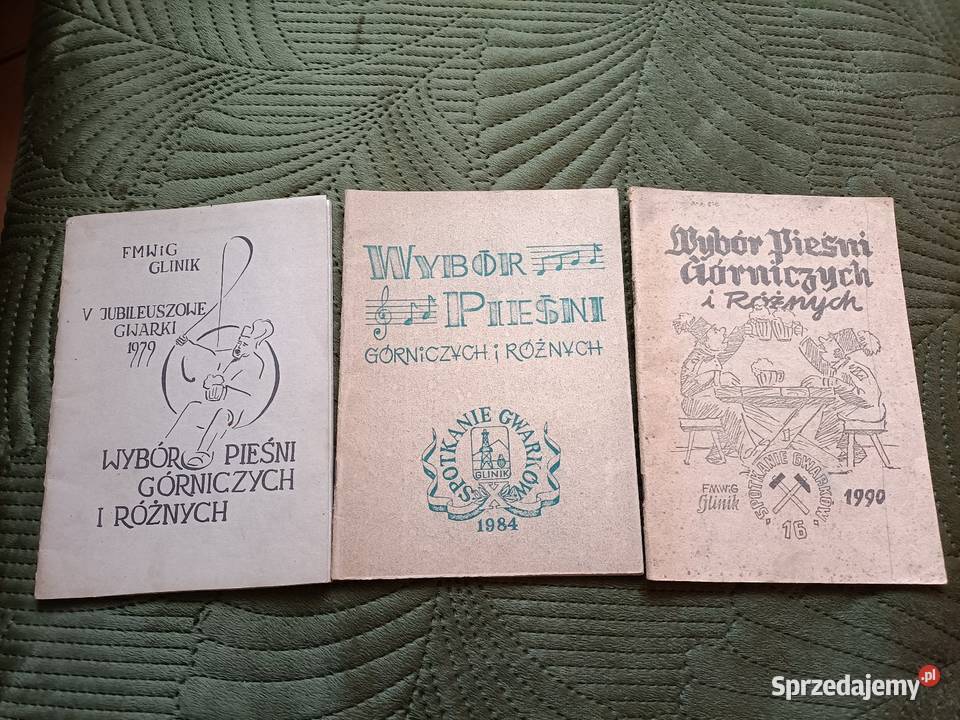 FMWiG
GLINIK
V JUBILEUSZOWE
GWARKI
1979
WYBÓR PIEŚNI
GÓRNICZYCH
I RÓŻNYCH
WYBÓR
PIEŚNI
GÓRNiCZYCH i RÓŻNYCH
SPOTKANIE GWARKÓW
GLINIK
1984
Wybór Pieśni
Górniczych
i Różnych
FMWiG
Glinik
SPOTKANIE GWARKÓW
16
1990
Sprzedajemy.pl